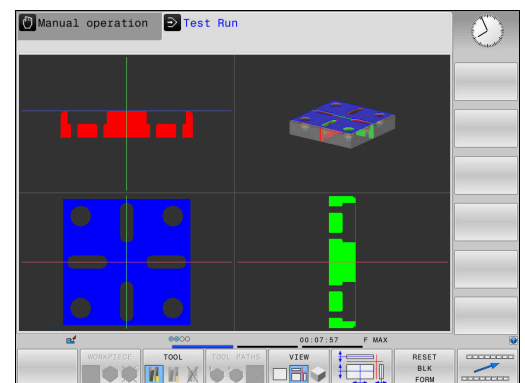 Manual operation
Test Run
00:07:57 F MAX
WORKPIECE TOOL TOOL PATHS VIEW RESET
BLK
FORM